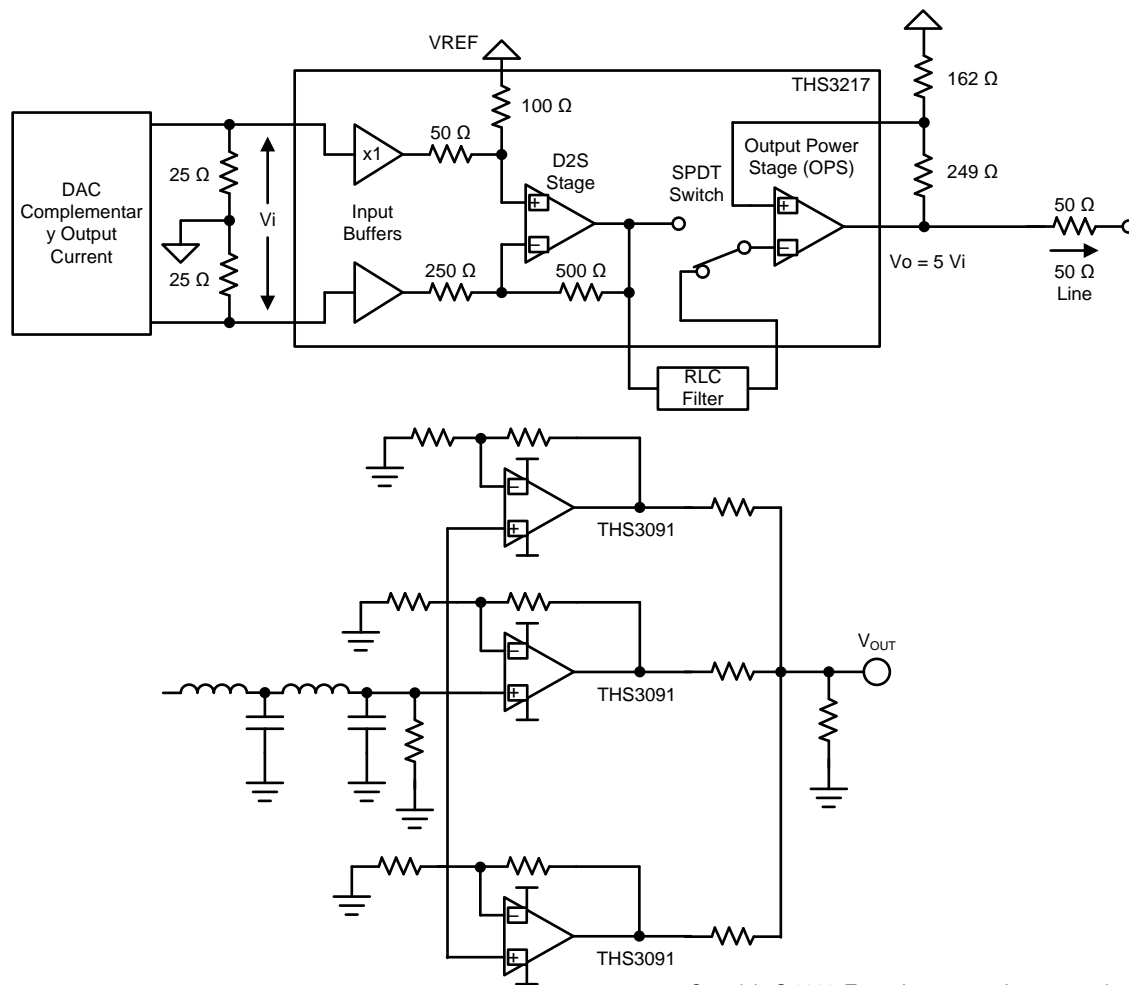 VREF
THS3217
162 Ω
100 Ω
50 Ω
x1
D2S
Stage
SPDT
Switch
Output Power
Stage (OPS)
249 Ω
25 Ω
DAC
Complementar
y Output
Current
Vi
Input
Buffers
25 Ω
250 Ω
500 Ω
+
−
+
−
50 Ω
Vo = 5 Vi
50 Ω
Line
RLC
Filter
−
+
THS3091
−
+
THS3091
VOUT
−
+
THS3091